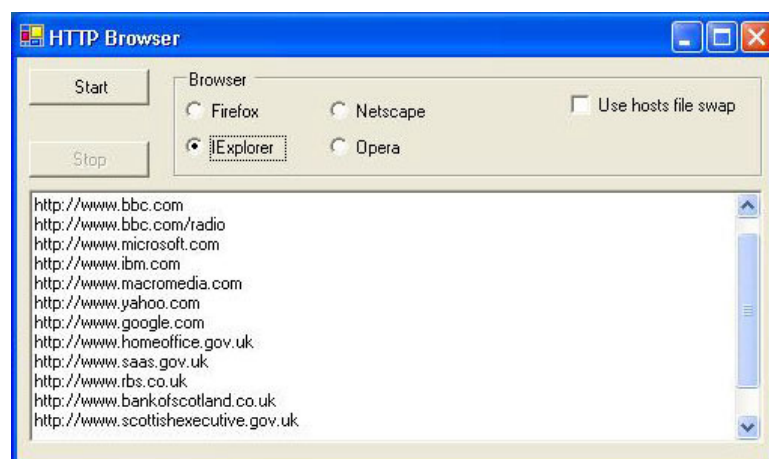 HTTP Browser
Start
Browser
Firefox
Netscape
Use hosts file swap
Stop
IExplorer
Opera
http://www.bbc.com
http://www.bbc.com/radio
http://www.microsoft.com
http://www.ibm.com
http://www.macromedia.com
http://www.yahoo.com
http://www.google.com
http://www.homeoffice.gov.uk
http://www.saas.gov.uk
http://www.rbs.co.uk
http://www.bankofscotland.co.uk
http://www.scottishexecutive.gov.uk